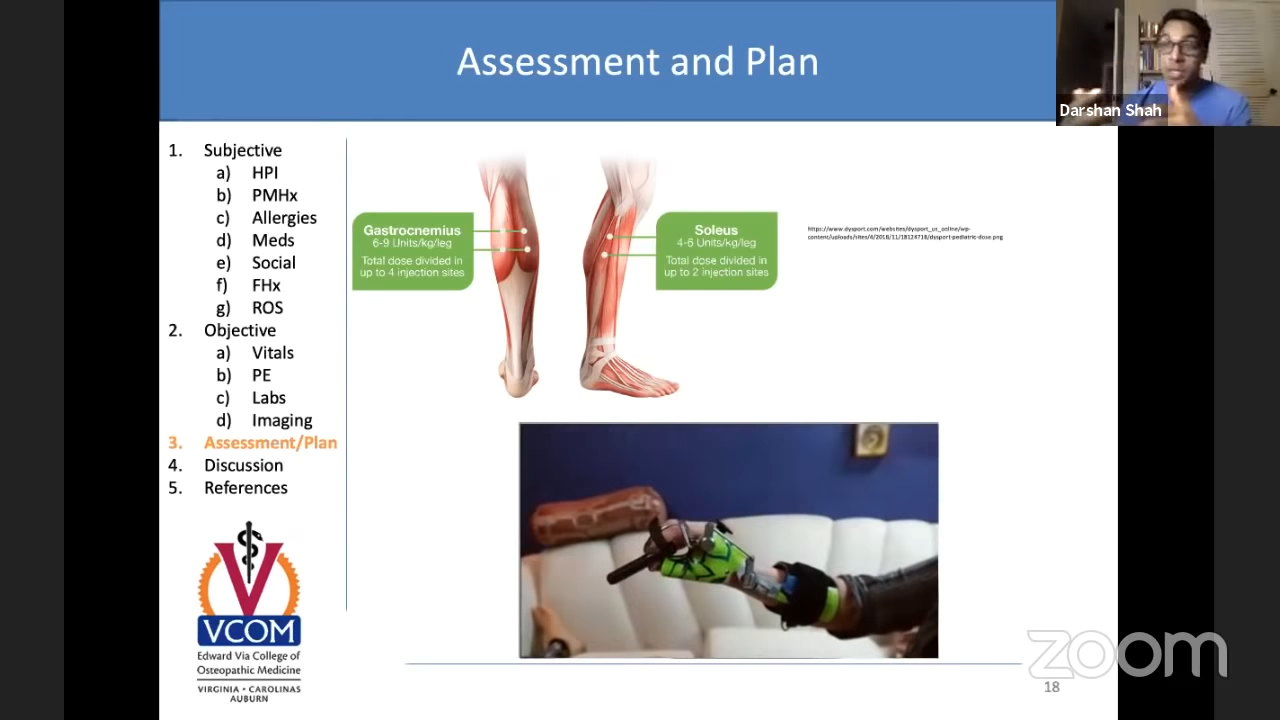 Assessment and Plan
Darshan Shah
1. Subjective
a) HPI
b) PMHx
c) Allergies
d) Meds
e) Social
f) FHx
g) ROS
2. Objective
a) Vitals
b) PE
c) Labs
d) Imaging
3. Assessment/Plan
4. Discussion
5. References
Gastrocnemius
6-9 Units/kg/leg
Total dose divided in
up to 4 injection sites
Soleus
4-6 Units/kg/leg
Total dose divided in
up to 2 injection sites
https://www.dysport.com/websites/dysport_us_online/wp-
content/uploads/sites/4/2018/11/18124718/dysport-pediatric-dose.png
VCOM
Edward Via College of
Osteopathic Medicine
VIRGINIA • CAROLINAS
AUBURN
zoom
18